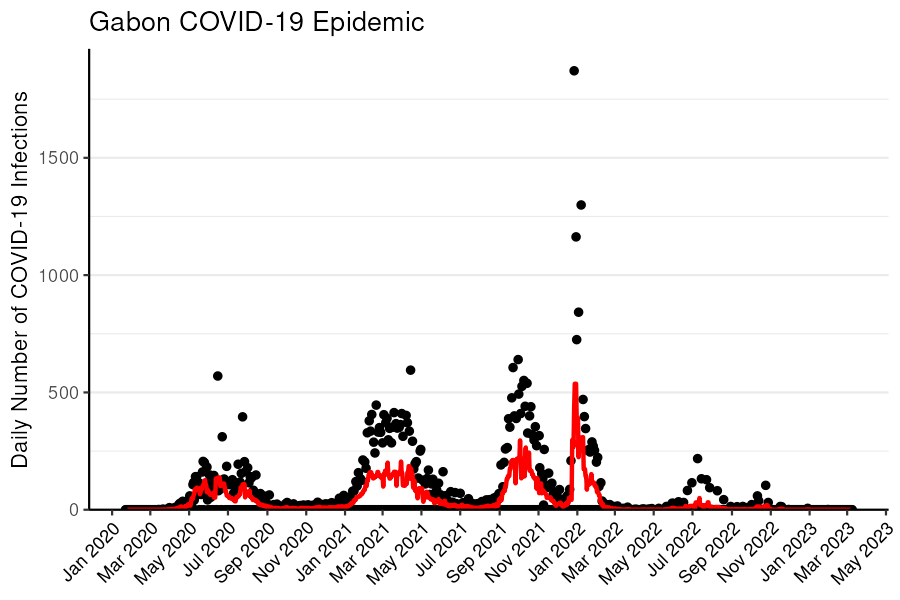 Gabon COVID-19 Epidemic
Daily Number of COVID-19 Infections
1500
1000
500
0
Jan 2020
Mar 2020
May 2020
Jul 2020
Sep 2020
Nov 2020
Jan 2021
Mar 2021
May 2021
Jul 2021
Sep 2021
Nov 2021
Jan 2022
Mar 2022
May 2022
Jul 2022
Sep 2022
Nov 2022
Jan 2023
Mar 2023
May 2023